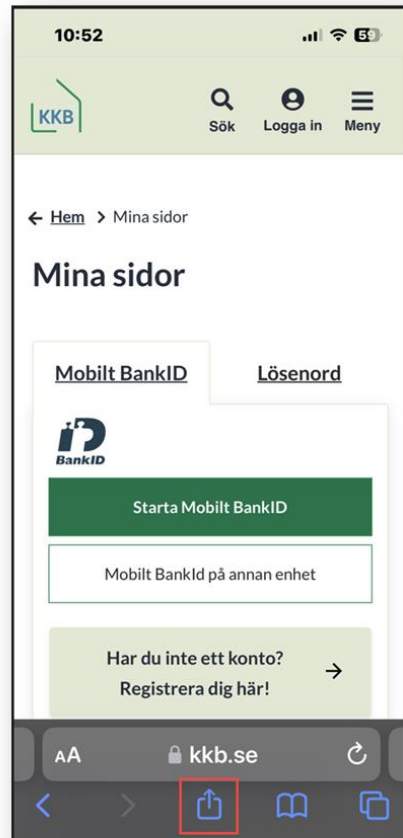 10:52
59
KKB
Sök Logga in Meny
Hem > Mina sidor
Mina sidor
Mobilt BankID Lösenord
BankID
Starta Mobilt BankID
Mobilt BankId på annan enhet
Har du inte ett konto?
Registrera dig här!
AA kkb.se